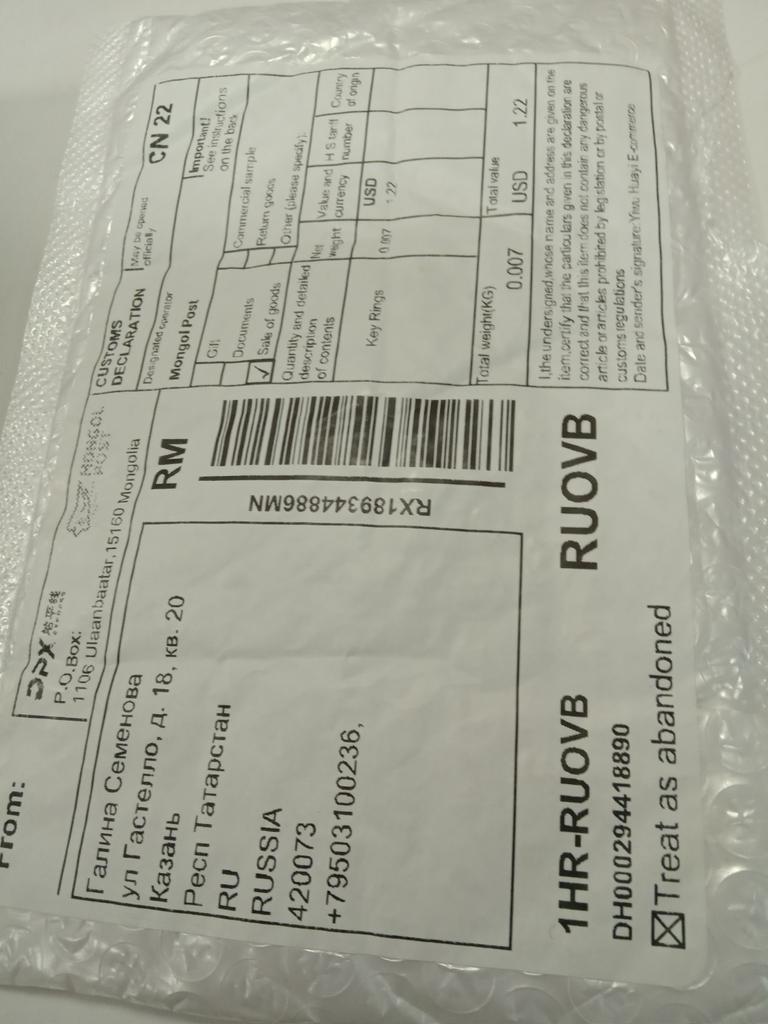 From:
DPX
P.O.Box:
1106 Ulaanbaatar,15160 Mongolia
MONGOL
POST
RM
RX189344886MN
Галина Семенова
ул Гастелло, д. 18, кв. 20
Казань
Респ Татарстан
RU
RUSSIA
420073
+79503100236,
CUSTOMS
DECLARATION
May be opened
officially
CN 22
Designated operator
Mongol Post
Important!
See instructions
on the back
Gift
Commercial sample
Documents
Return goods
✓ Sale of goods
Other (please specify):
Quantity and detailed
description
of contents
Net
weight
Value and
currency
H S tariff
number
Country
of origin
USD
Key Rings
0.007
1.22
Total weight(KG)
Total value
0.007
USD 1.22
I,the undersigned,whose name and address are given on the
item,certify that the particulars given in this declaration are
correct and that this item does not contain any dangerous
article or articles prohibited by legislation or by postal or
customs regulations
Date and sender's signature: Yiwu Huayi E-commerce
1HR-RUOVB RUOVB
DH000294418890
☒Treat as abandoned